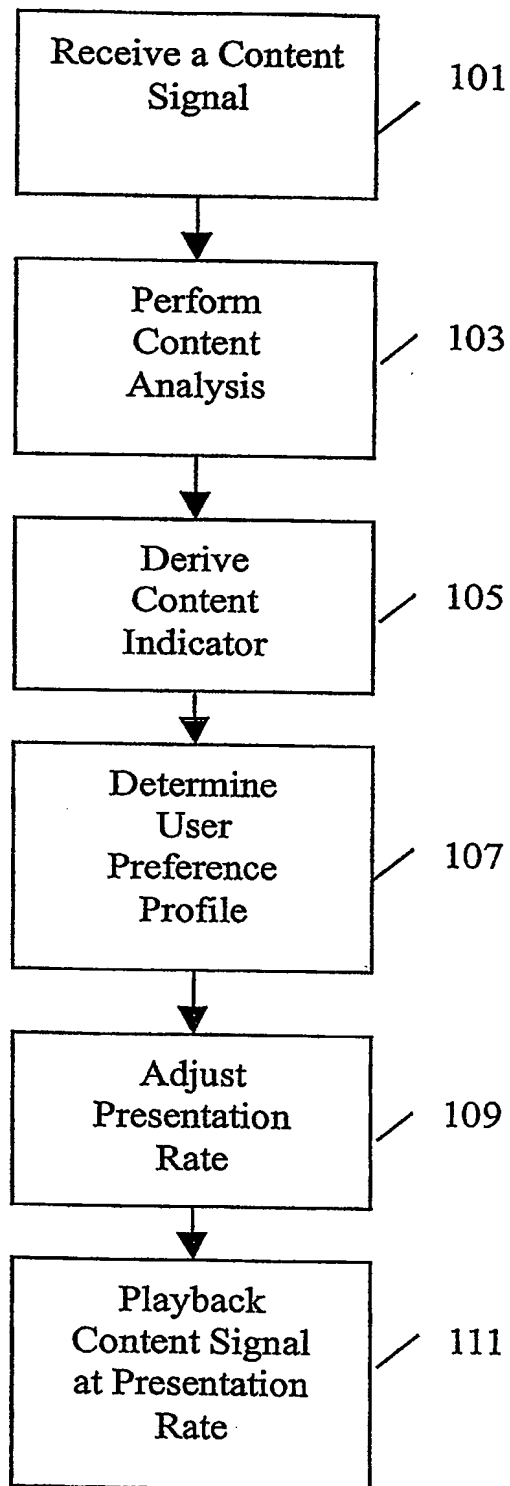 Receive a Content
Signal
101
Perform
Content
Analysis
103
Derive
Content
Indicator
105
Determine
User
Preference
Profile
107
Adjust
Presentation
Rate
109
Playback
Content Signal
at Presentation
Rate
111